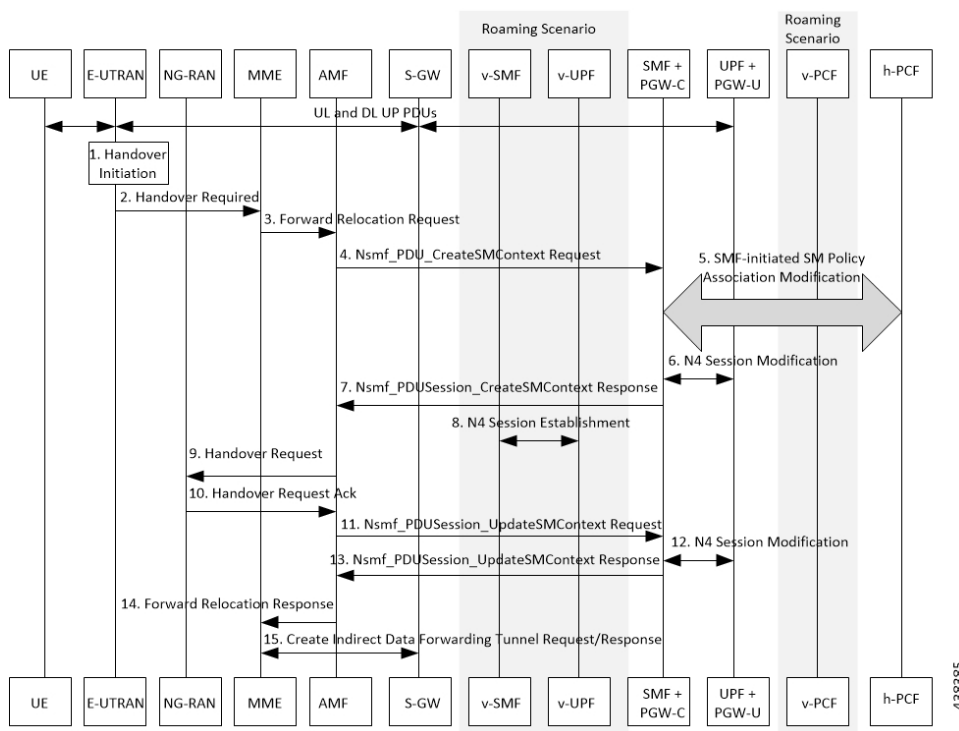 Roaming Scenario
Roaming
Scenario
UE
E-UTRAN
NG-RAN
MME
AMF
S-GW
v-SMF
v-UPF
SMF +
PGW-C
UPF +
PGW-U
v-PCF
h-PCF
UL and DL UP PDUs
1. Handover
Initiation
2. Handover Required
3. Forward Relocation Request
4. Nsmf_PDU_CreateSMContext Request
5. SMF-initiated SM Policy
Association Modification
6. N4 Session Modification
7. Nsmf_PDUSession_CreateSMContext Response
8. N4 Session Establishment
9. Handover Request
10. Handover Request Ack
11. Nsmf_PDUSession_UpdateSMContext Request
12. N4 Session Modification
13. Nsmf_PDUSession_UpdateSMContext Response
14. Forward Relocation Response
15. Create Indirect Data Forwarding Tunnel Request/Response
UE
E-UTRAN
NG-RAN
MME
AMF
S-GW
v-SMF
v-UPF
SMF +
PGW-C
UPF +
PGW-U
v-PCF
h-PCF
438385